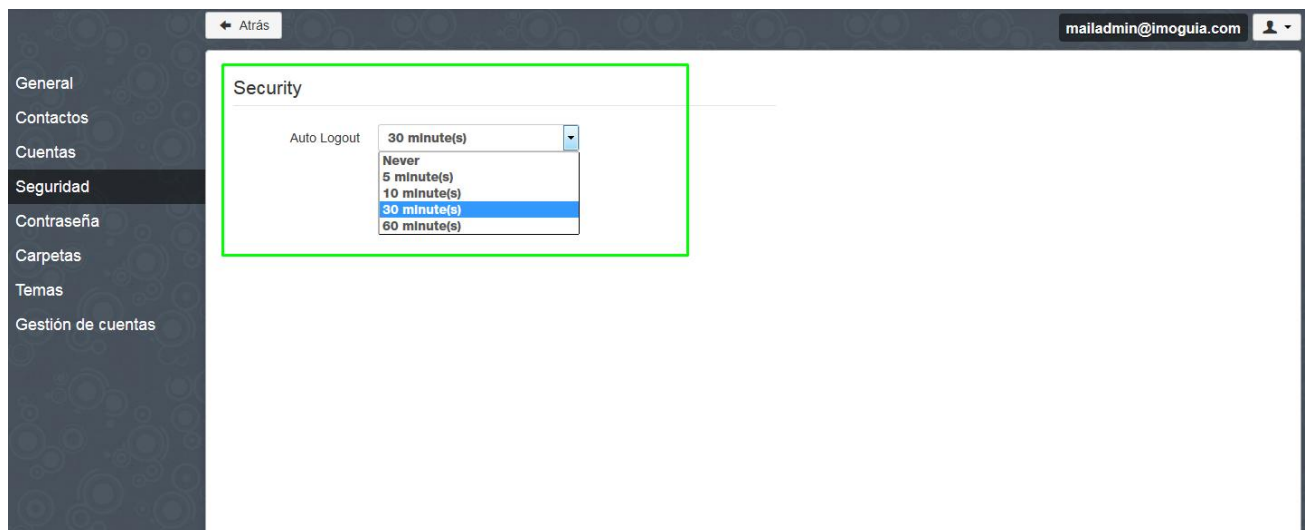 Atrás
mailadmin@imoguia.com
General
Contactos
Cuentas
Seguridad
Contraseña
Carpetas
Temas
Gestión de cuentas
Security
Auto Logout
30 minute(s)
Never
5 minute(s)
10 minute(s)
30 minute(s)
60 minute(s)